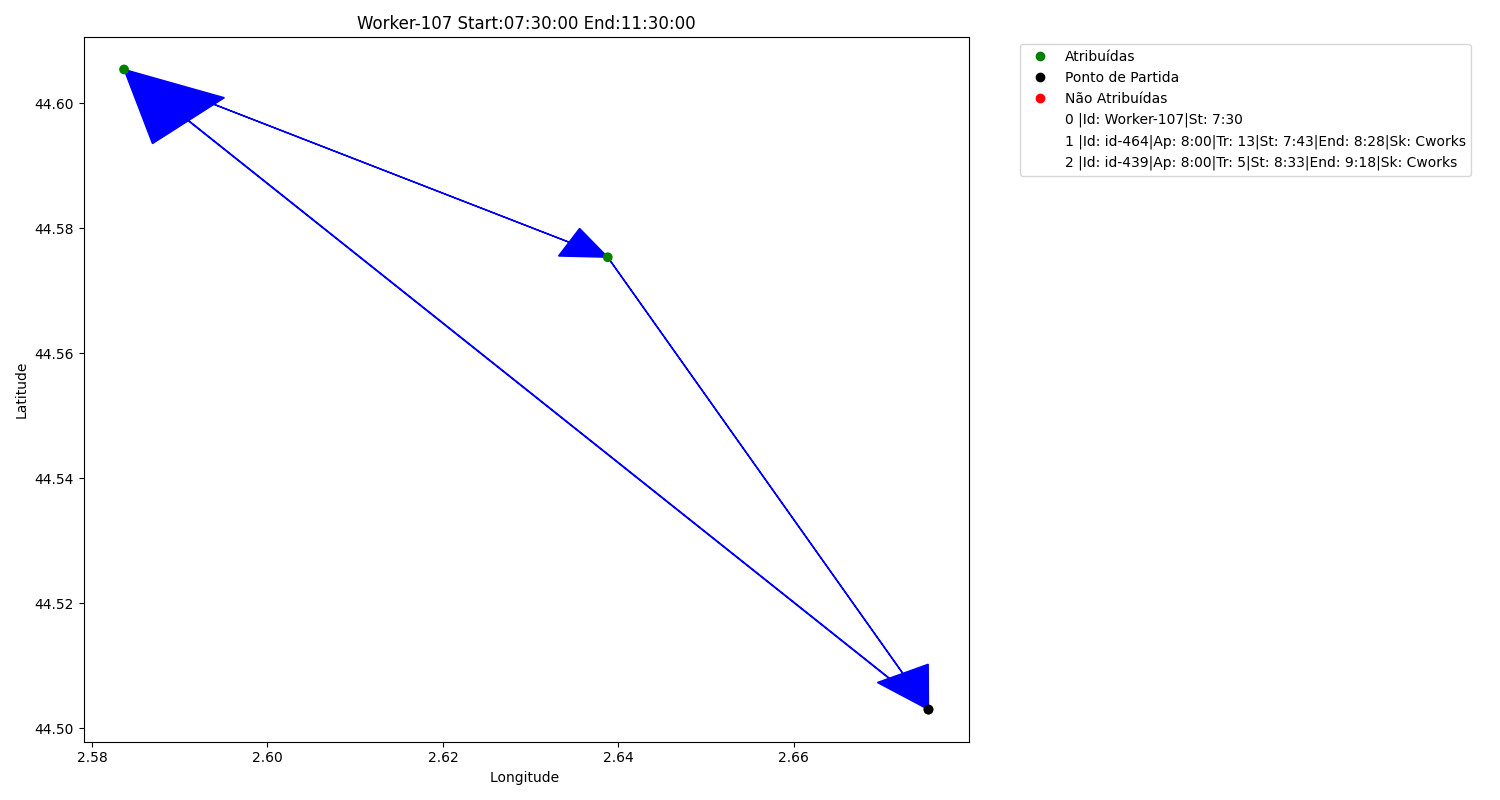 Worker-107 Start:07:30:00 End:11:30:00
44.60
44.58
44.56
44.54
44.52
44.50
Latitude
2.58 2.60 2.62 2.64 2.66
Longitude
Atribuídas
Ponto de Partida
Não Atribuídas
0 |Id: Worker-107|St: 7:30
1 |Id: id-464|Ap: 8:00|Tr: 13|St: 7:43|End: 8:28|Sk: Cworks
2 |Id: id-439|Ap: 8:00|Tr: 5|St: 8:33|End: 9:18|Sk: Cworks